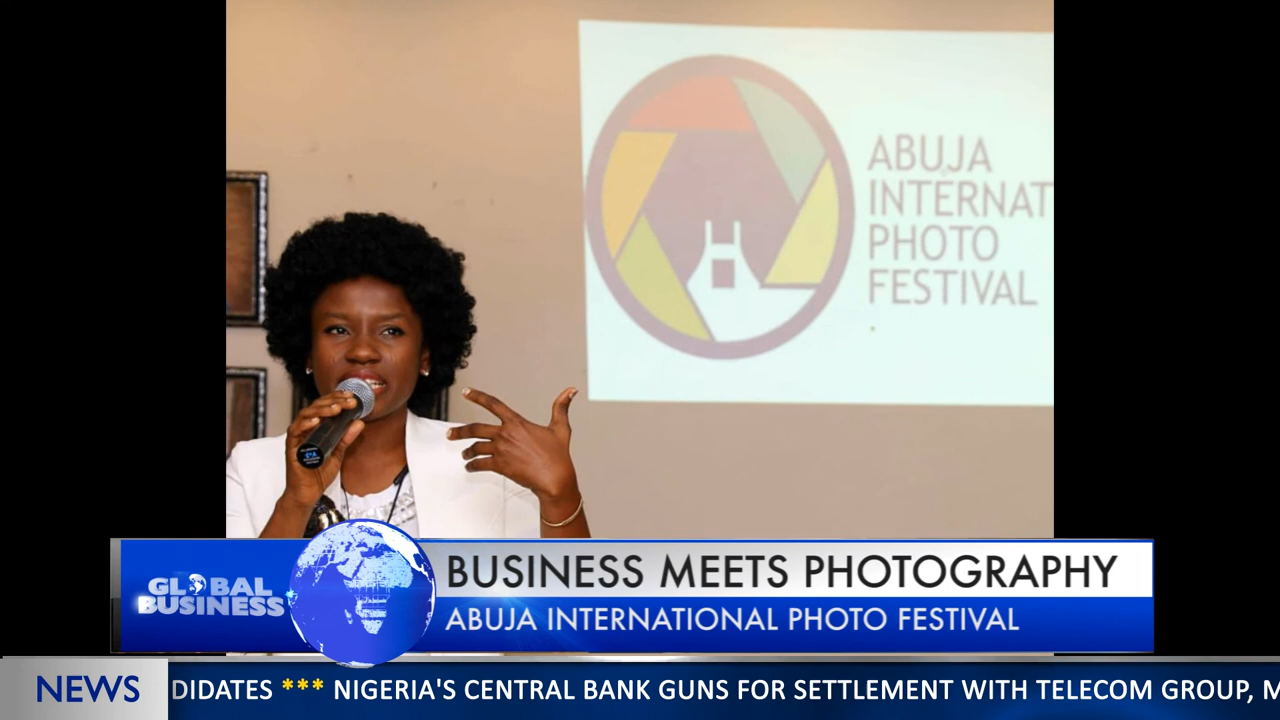 ABUJA
INTERNAT
PHOTO
FESTIVAL
BUSINESS MEETS PHOTOGRAPHY
GLOBAL
BUSINESS
ABUJA INTERNATIONAL PHOTO FESTIVAL
NEWS
DIDATES *** NIGERIA'S CENTRAL BANK GUNS FOR SETTLEMENT WITH TELECOM GROUP, M